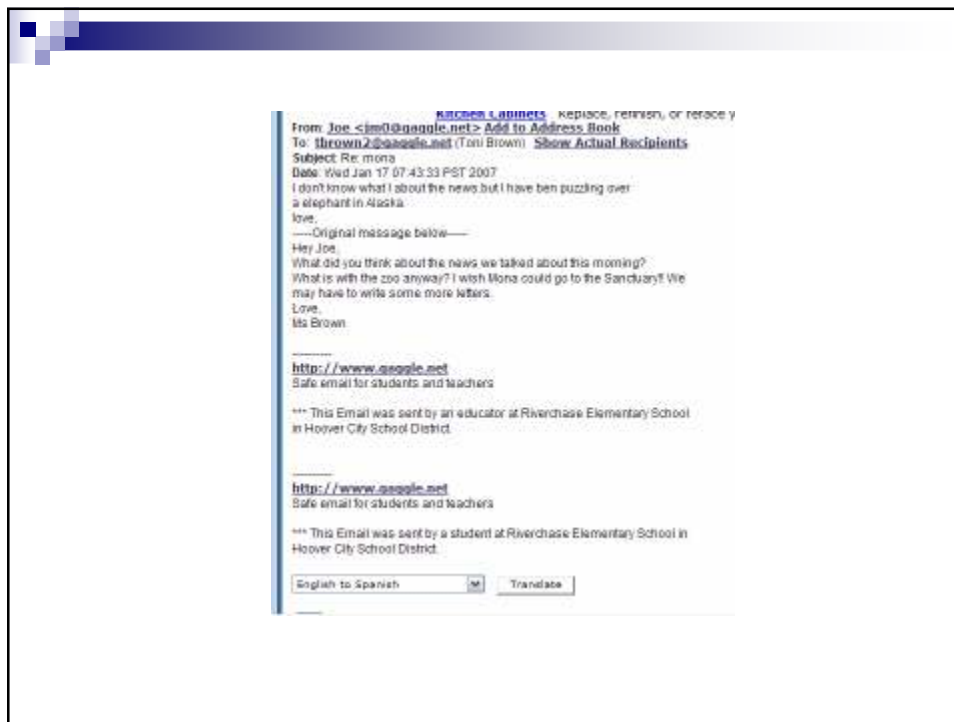 Kitchen Cabinets Replace, refinish, or reface y
From: Joe <jm0@gaggle.net> Add to Address Book
To: tbrown2@gaggle.net (Toni Brown) Show Actual Recipients
Subject: Re: mona
Date: Wed Jan 17 07:43:33 PST 2007
I don't know what I about the news.but I have ben puzzling over
a elephant in Alaska.
love,
-----Original message below-----
Hey Joe,
What did you think about the news we talked about this morning?
What is with the zoo anyway? I wish Mona could go to the Sanctuary!! We
may have to write some more letters.
Love,
Ms Brown
---------
http://www.gaggle.net
Safe email for students and teachers
*** This Email was sent by an educator at Riverchase Elementary School
in Hoover City School District.
---------
http://www.gaggle.net
Safe email for students and teachers
*** This Email was sent by a student at Riverchase Elementary School in
Hoover City School District.
English to Spanish Translate